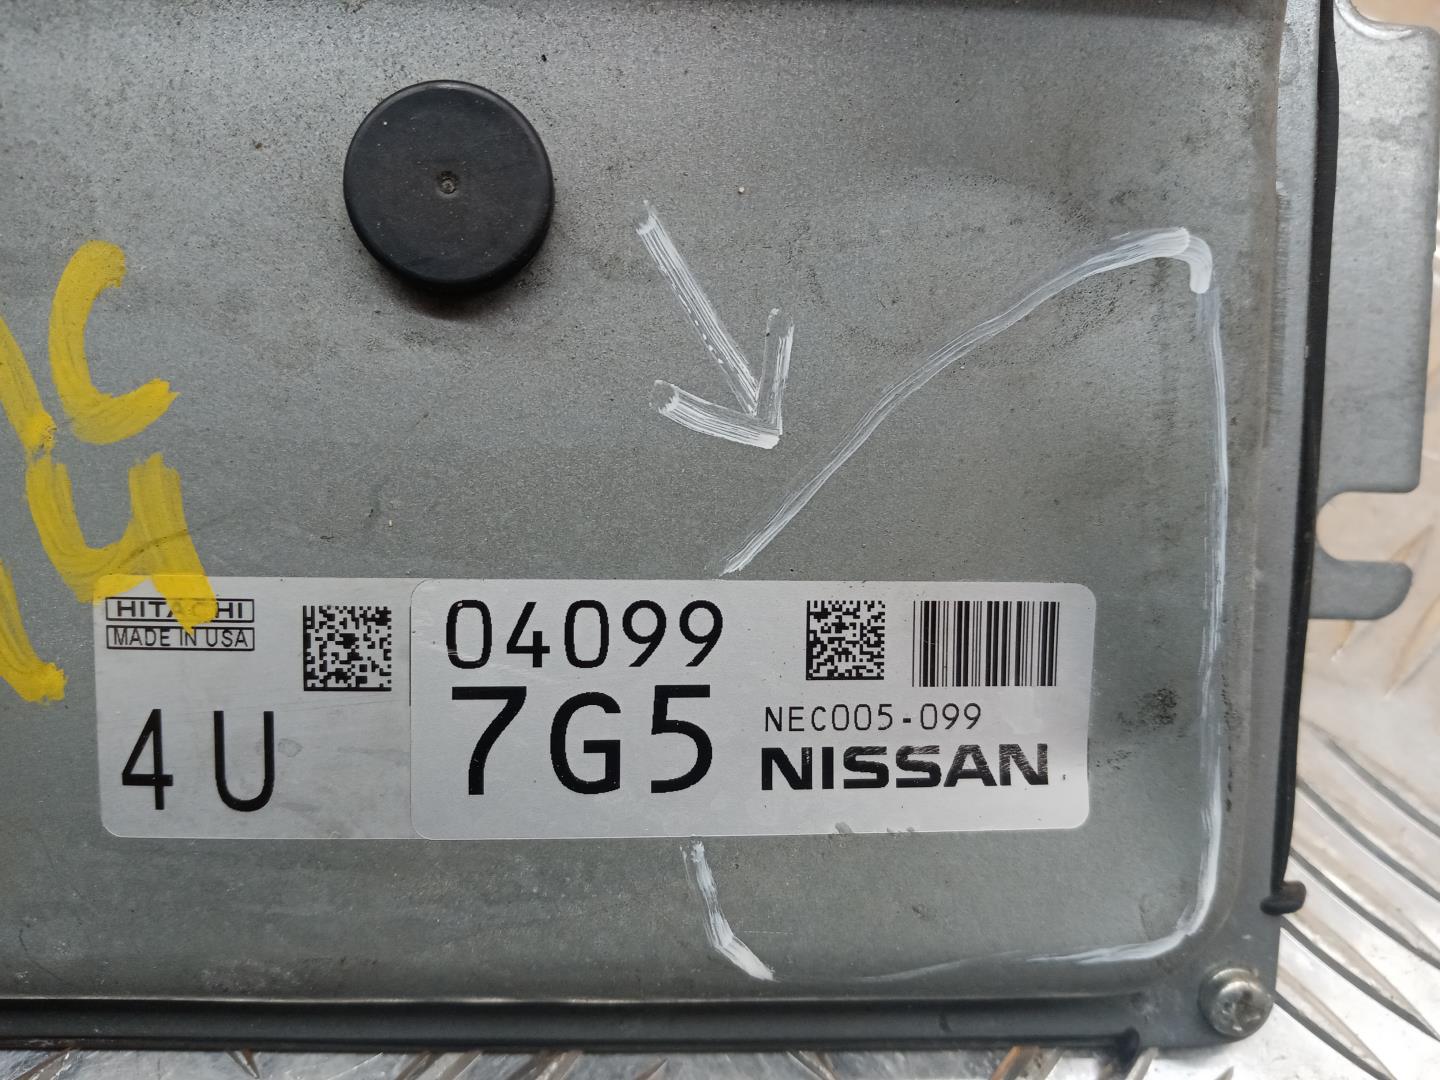 HITACHI
MADE IN USA
4U
04099
7G5
NEC005-099
NISSAN